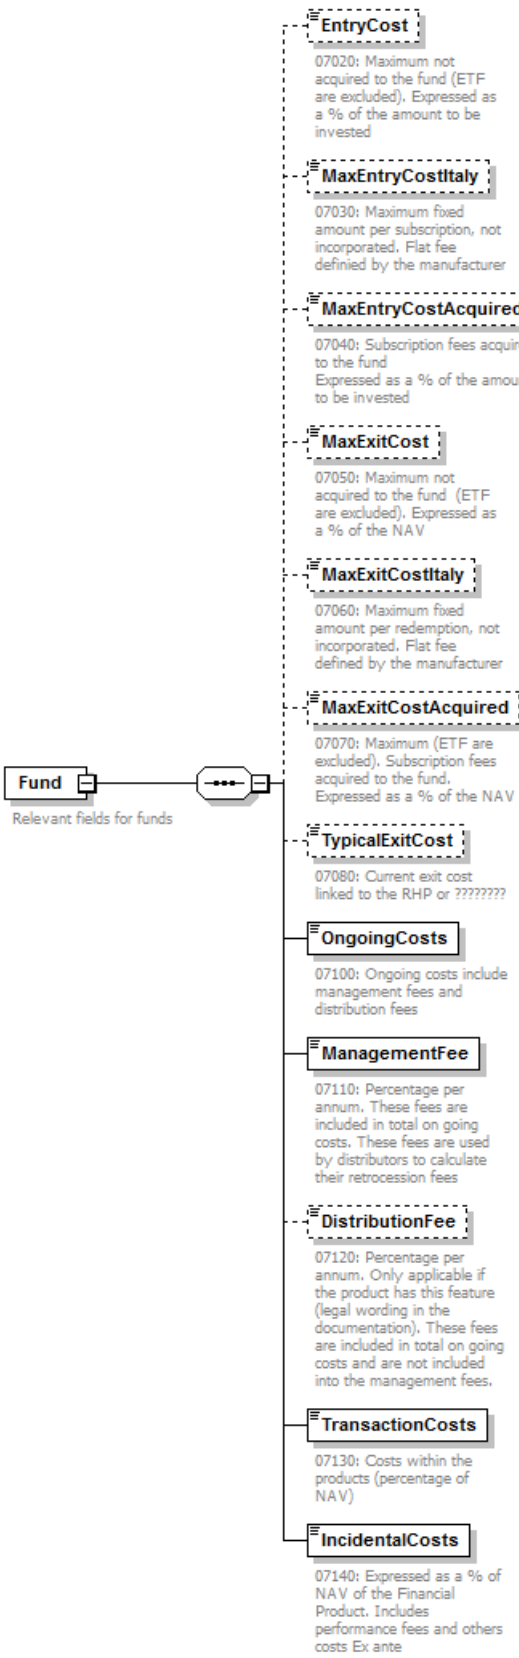 EntryCost
07020: Maximum not
acquired to the fund (ETF
are excluded). Expressed as
a % of the amount to be
invested
MaxEntryCostItaly
07030: Maximum fixed
amount per subscription, not
incorporated. Flat fee
definied by the manufacturer
MaxEntryCostAcquired
07040: Subscription fees acquir
to the fund
Expressed as a % of the amou
to be invested
MaxExitCost
07050: Maximum not
acquired to the fund (ETF
are excluded). Expressed as
a % of the NAV
MaxExitCostItaly
07060: Maximum fixed
amount per redemption, not
incorporated. Flat fee
defined by the manufacturer
MaxExitCostAcquired
07070: Maximum (ETF are
excluded). Subscription fees
acquired to the fund.
Expressed as a % of the NAV
Fund
Relevant fields for funds
TypicalExitCost
07080: Current exit cost
linked to the RHP or ????????
OngoingCosts
07100: Ongoing costs include
management fees and
distribution fees
ManagementFee
07110: Percentage per
annum. These fees are
included in total on going
costs. These fees are used
by distributors to calculate
their retrocession fees
DistributionFee
07120: Percentage per
annum. Only applicable if
the product has this feature
(legal wording in the
documentation). These fees
are included in total on going
costs and are not included
into the management fees.
TransactionCosts
07130: Costs within the
products (percentage of
NAV)
IncidentalCosts
07140: Expressed as a % of
NAV of the Financial
Product. Includes
performance fees and others
costs Ex ante